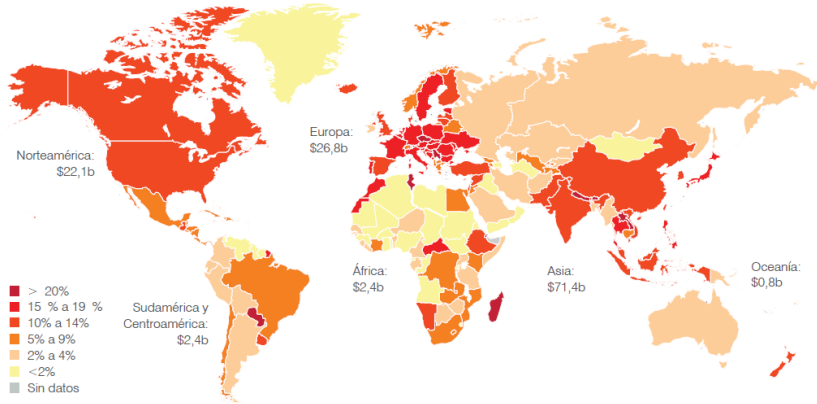 Norteamérica:
$22,1b
Europa:
$26,8b
África:
$2,4b
Asia:
$71,4b
Oceanía:
$0,8b
Sudamérica y
Centroamérica:
$2,4b
> 20%
15 % a 19 %
10% a 14%
5% a 9%
2% a 4%
<2%
Sin datos